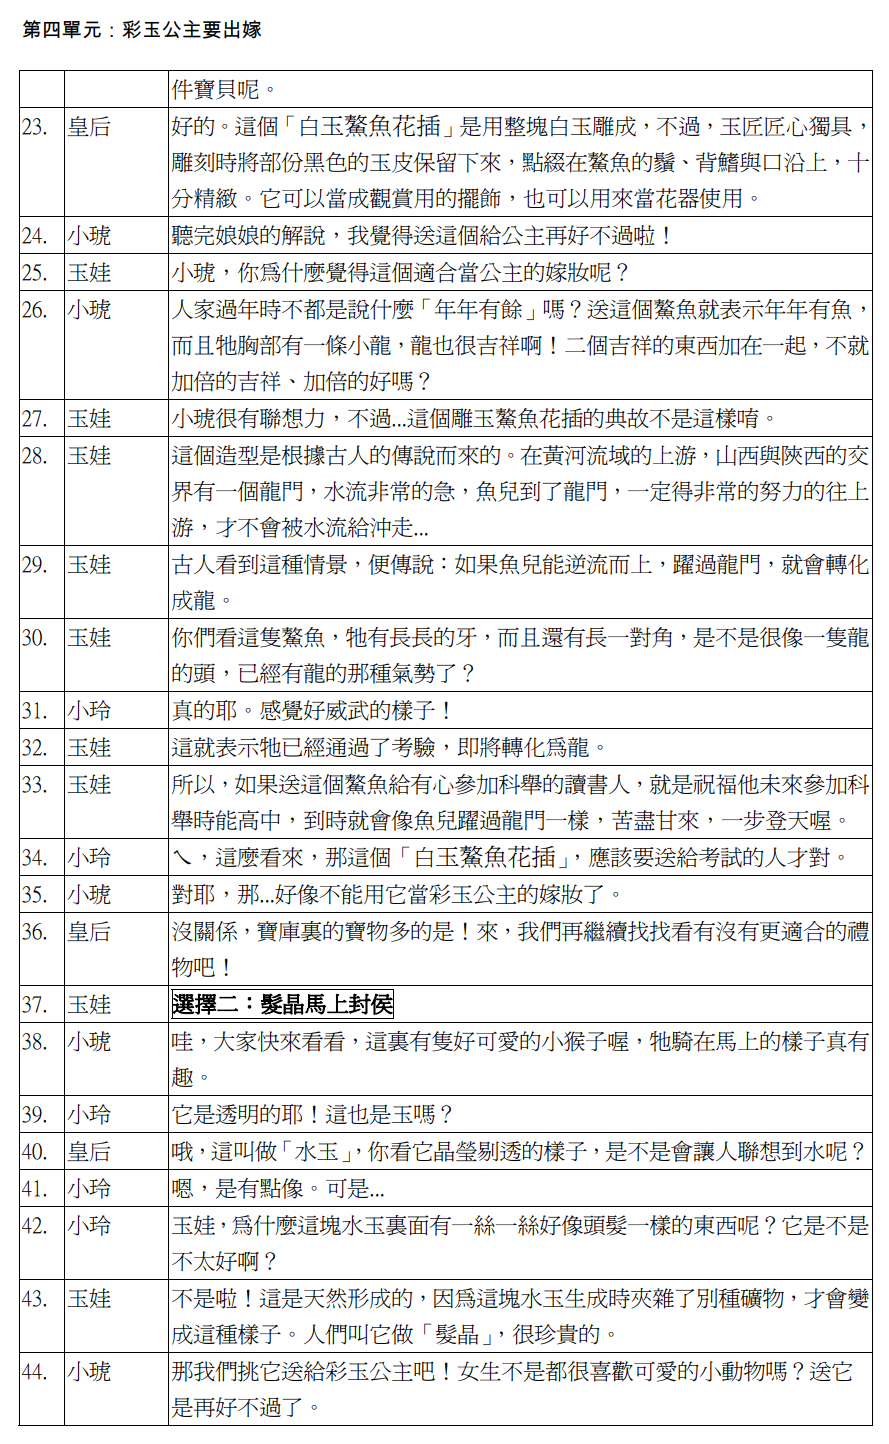 第四單元：彩玉公主要出嫁
件寶貝呢。
23. 皇后 好的。這個「白玉鰲魚花插」是用整塊白玉雕成，不過，玉匠匠心獨具，
雕刻時將部份黑色的玉皮保留下來，點綴在鰲魚的鬚、背鰭與口沿上，十
分精緻。它可以當成觀賞用的擺飾，也可以用來當花器使用。
24. 小琥 聽完娘娘的解說，我覺得送這個給公主再好不過啦！
25. 玉娃 小琥，你為什麼覺得這個適合當公主的嫁妝呢？
26. 小琥 人家過年時不都是說什麼「年年有餘」嗎？送這個鰲魚就表示年年有魚，
而且牠胸部有一條小龍，龍也很吉祥啊！二個吉祥的東西加在一起，不就
加倍的吉祥、加倍的好嗎？
27. 玉娃 小琥很有聯想力，不過…這個雕玉鰲魚花插的典故不是這樣唷。
28. 玉娃 這個造型是根據古人的傳說而來的。在黃河流域的上游，山西與陝西的交
界有一個龍門，水流非常的急，魚兒到了龍門，一定得非常的努力的往上
游，才不會被水流給沖走…
29. 玉娃 古人看到這種情景，便傳說：如果魚兒能逆流而上，躍過龍門，就會轉化
成龍。
30. 玉娃 你們看這隻鰲魚，牠有長長的牙，而且還有長一對角，是不是很像一隻龍
的頭，已經有龍的那種氣勢了？
31. 小玲 真的耶。感覺好威武的樣子！
32. 玉娃 這就表示牠已經通過了考驗，即將轉化為龍。
33. 玉娃 所以，如果送這個鰲魚給有心參加科舉的讀書人，就是祝福他未來參加科
舉時能高中，到時就會像魚兒躍過龍門一樣，苦盡甘來，一步登天喔。
34. 小玲 ㄟ，這麼看來，那這個「白玉鰲魚花插」，應該要送給考試的人才對。
35. 小琥 對耶，那…好像不能用它當彩玉公主的嫁妝了。
36. 皇后 沒關係，寶庫裏的寶物多的是！來，我們再繼續找找看有沒有更適合的禮
物吧！
37. 玉娃 選擇二：髮晶馬上封侯
38. 小琥 哇，大家快來看看，這裏有隻好可愛的小猴子喔，牠騎在馬上的樣子真有
趣。
39. 小玲 它是透明的耶！這也是玉嗎？
40. 皇后 哦，這叫做「水玉」，你看它晶瑩剔透的樣子，是不是會讓人聯想到水呢？
41. 小玲 嗯，是有點像。可是…
42. 小玲 玉娃，為什麼這塊水玉裏面有一絲一絲好像頭髮一樣的東西呢？它是不是
不太好啊？
43. 玉娃 不是啦！這是天然形成的，因為這塊水玉生成時夾雜了別種礦物，才會變
成這種樣子。人們叫它做「髮晶」，很珍貴的。
44. 小琥 那我們挑它送給彩玉公主吧！女生不是都很喜歡可愛的小動物嗎？送它
是再好不過了。